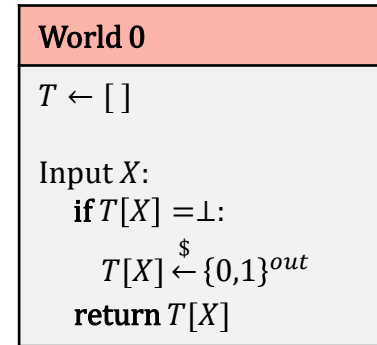 World 0
T ← [ ]
Input X:
if T[X] =⊥:
T[X] $← {0,1}^out
return T[X]